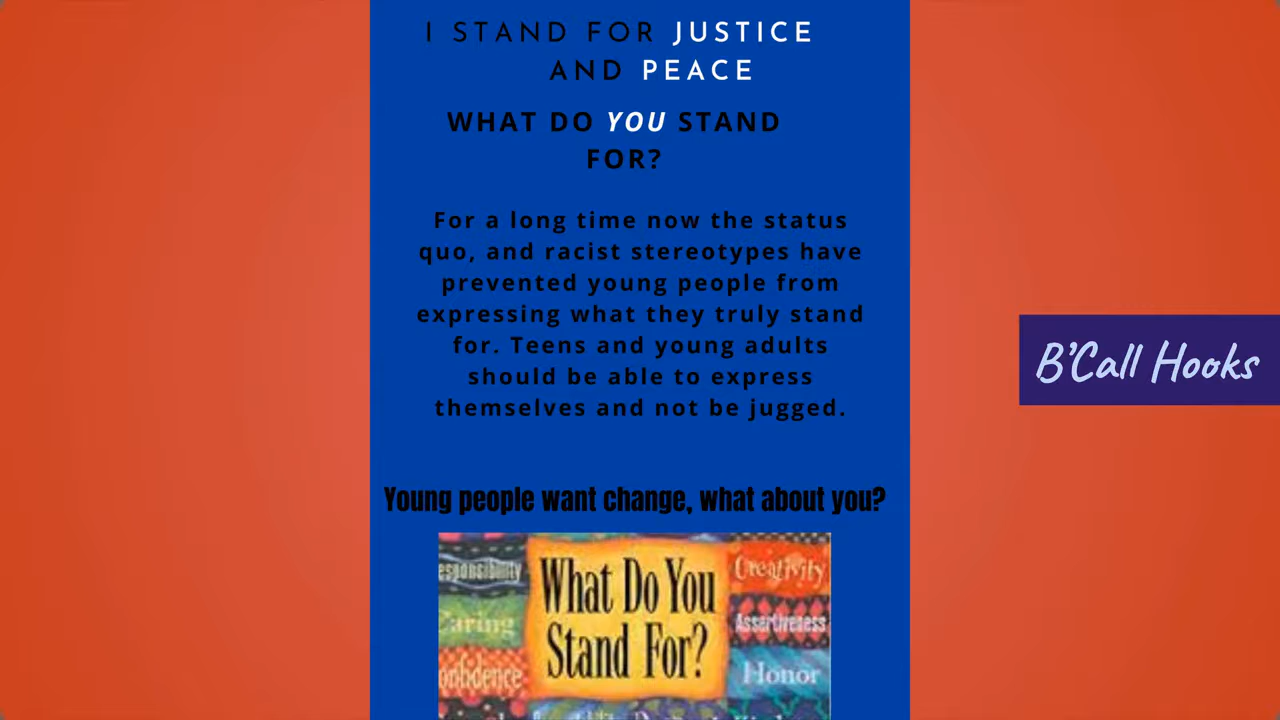 I STAND FOR JUSTICE
AND PEACE
WHAT DO YOU STAND
FOR?
For a long time now the status
quo, and racist stereotypes have
prevented young people from
expressing what they truly stand
for. Teens and young adults
should be able to express
themselves and not be jugged.
B'Call Hooks
Young people want change, what about you?
esponsibility
Caring
onfidence
What Do You
Stand For?
Creativity
Assertiveness
Honor